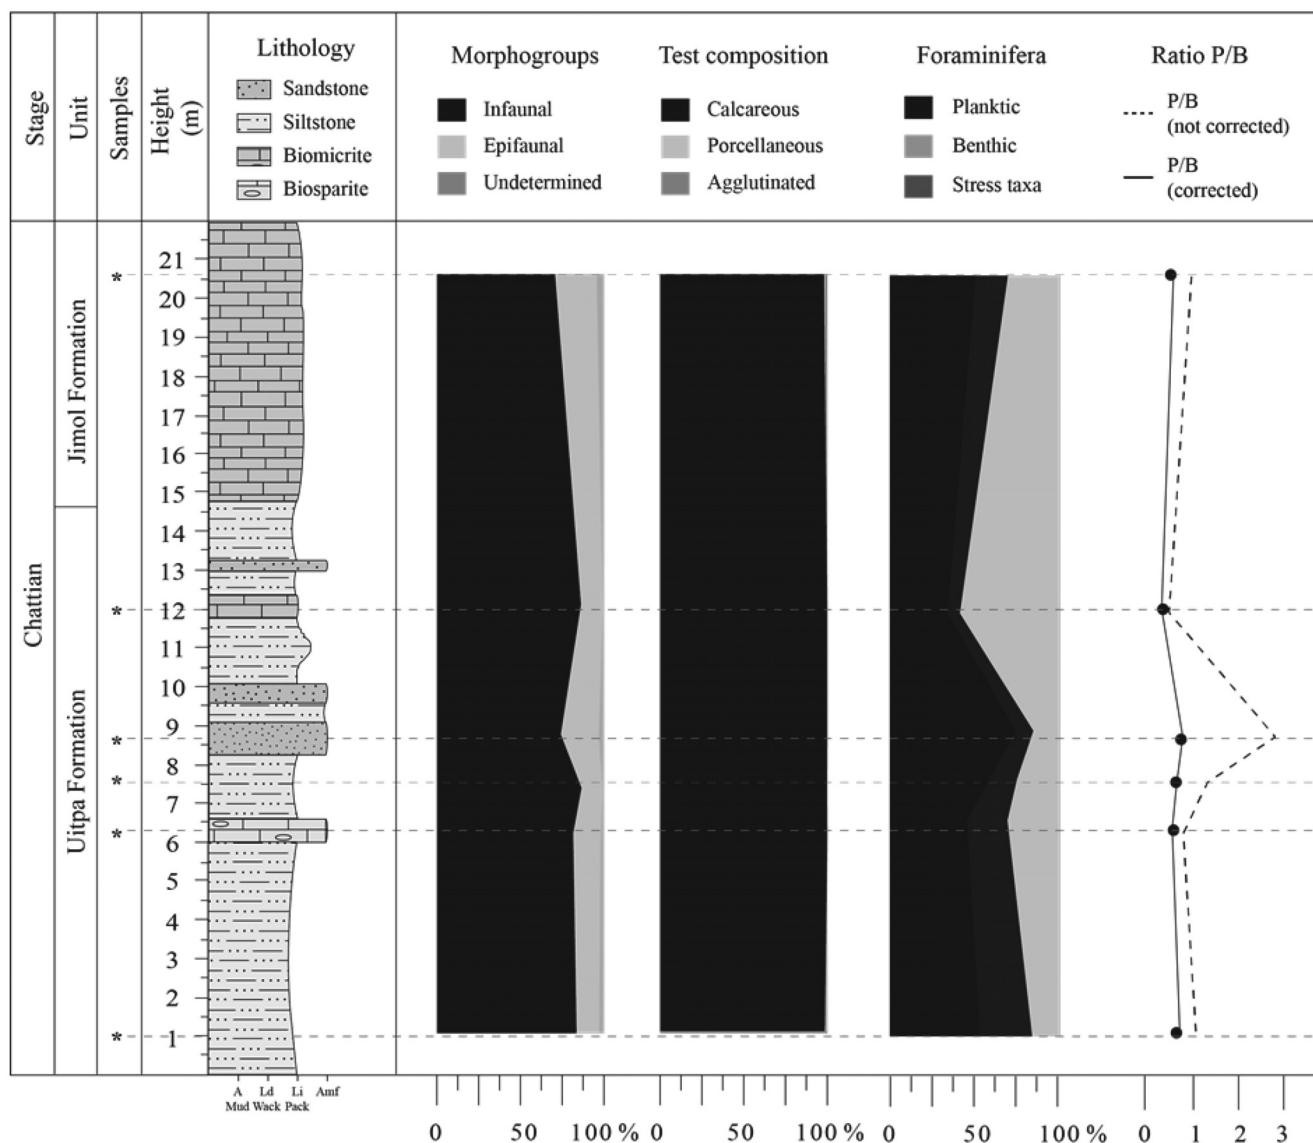 Stage
Unit
Samples
Height
(m)
Lithology
Sandstone
Siltstone
Biomicrite
Biosparite
Morphogroups
Infaunal
Epifaunal
Undetermined
Test composition
Calcareous
Porcellaneous
Agglutinated
Foraminifera
Planktic
Benthic
Stress taxa
Ratio P/B
P/B
(not corrected)
P/B
(corrected)
Chattian
Jimol Formation
Uitpa Formation
*
*
*
*
*
*
21
20
19
18
17
16
15
14
13
12
11
10
9
8
7
6
5
4
3
2
1
A Ld Li Amf
Mud Wack Pack
0 50 100 %
0 50 100 %
0 50 100 %
0 1 2 3